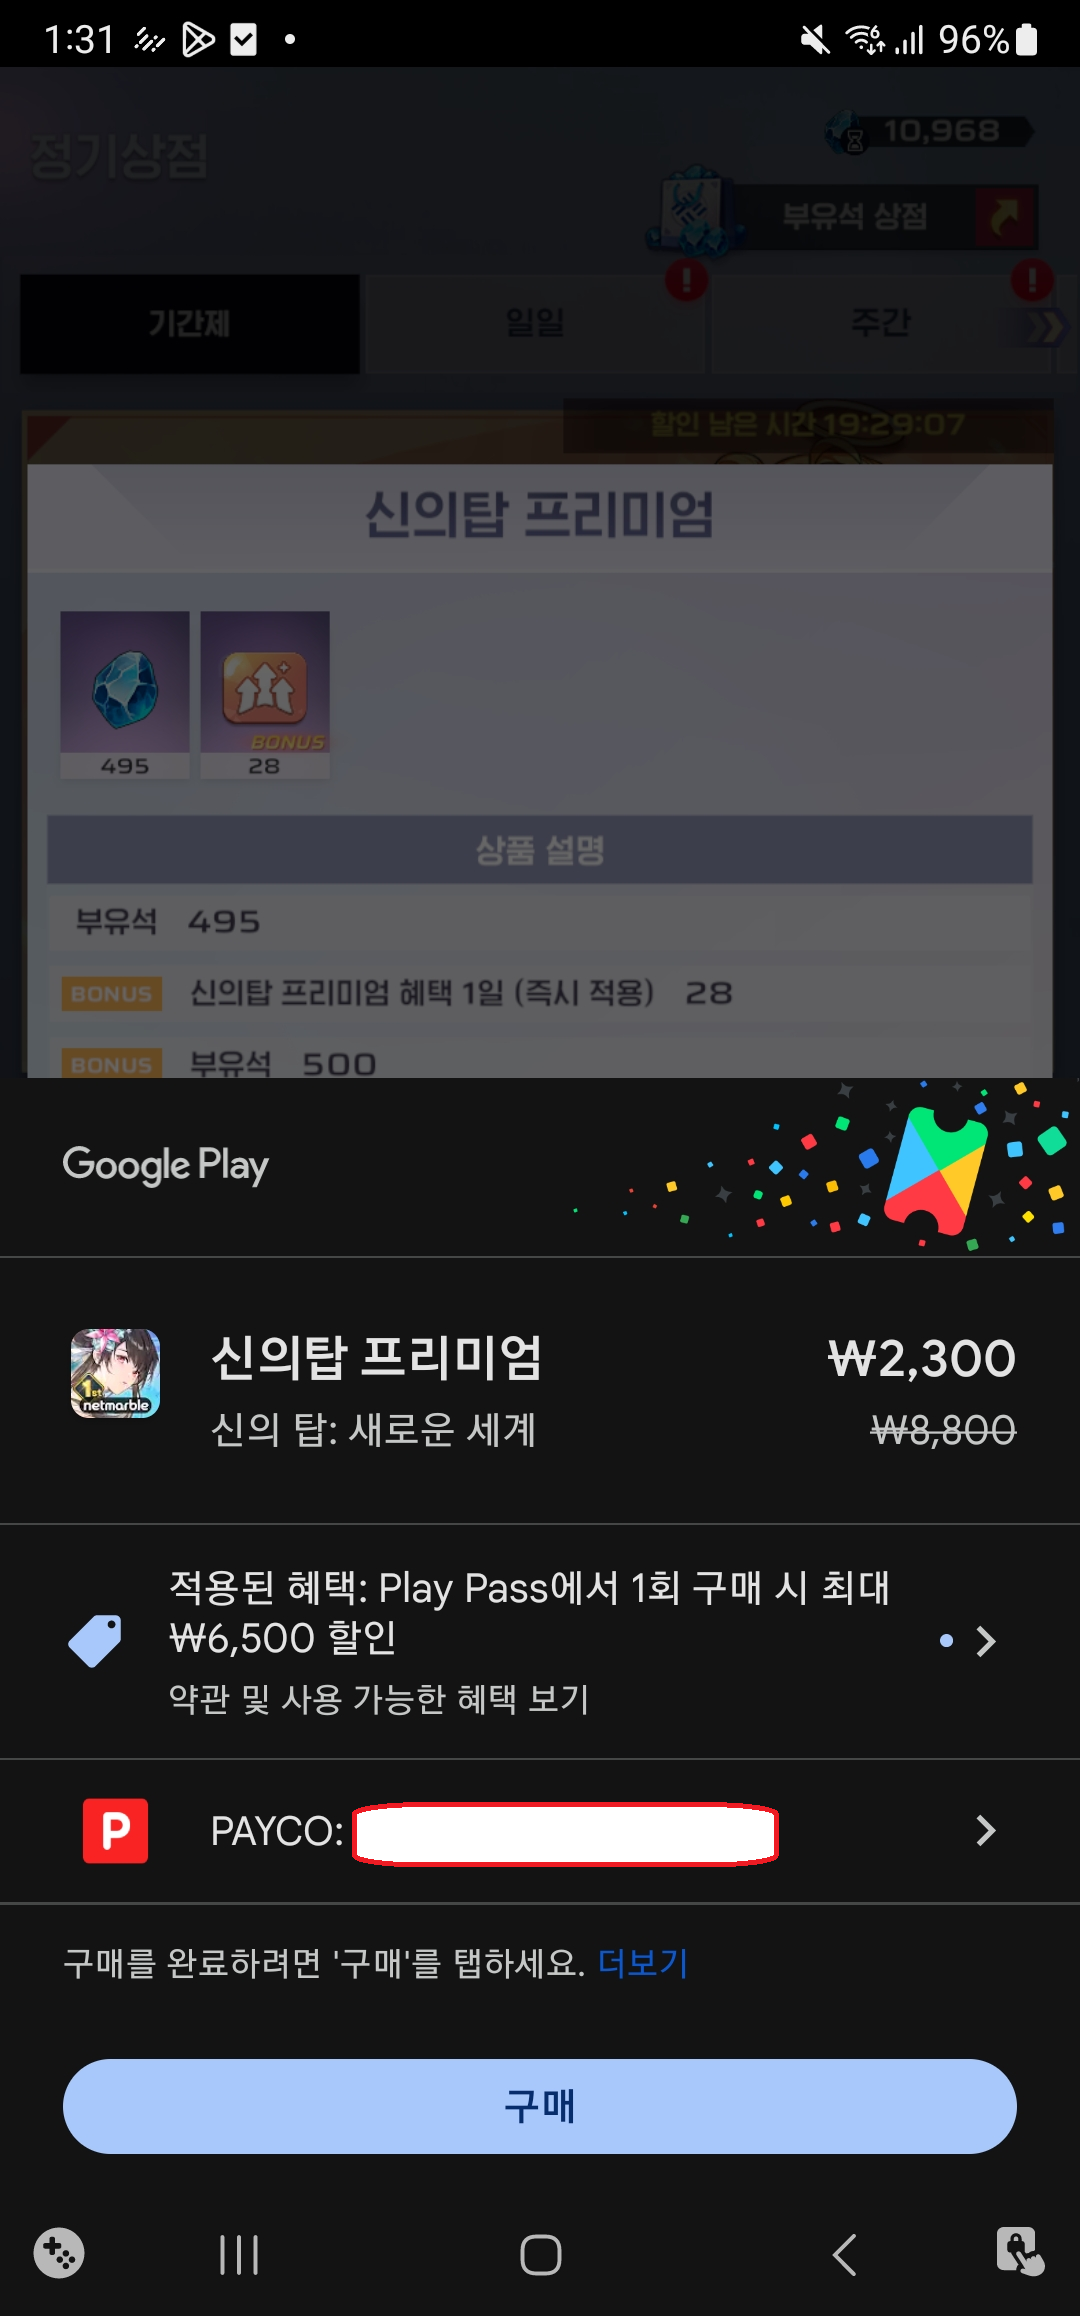 1:31
96%
정기상점
10,968
부유석 상점
기간제
일일
주간
할인 남은 시간 19:29:07
신의탑 프리미엄
BONUS
495
28
상품 설명
부유석 495
BONUS 신의탑 프리미엄 혜택 1일 (즉시 적용) 28
BONUS 부유석 500
Google Play
신의탑 프리미엄 ₩2,300
신의 탑: 새로운 세계 ₩8,800
1st
netmarble
적용된 혜택: Play Pass에서 1회 구매 시 최대
₩6,500 할인
약관 및 사용 가능한 혜택 보기
P PAYCO:
구매를 완료하려면 '구매'를 탭하세요. 더보기
구매